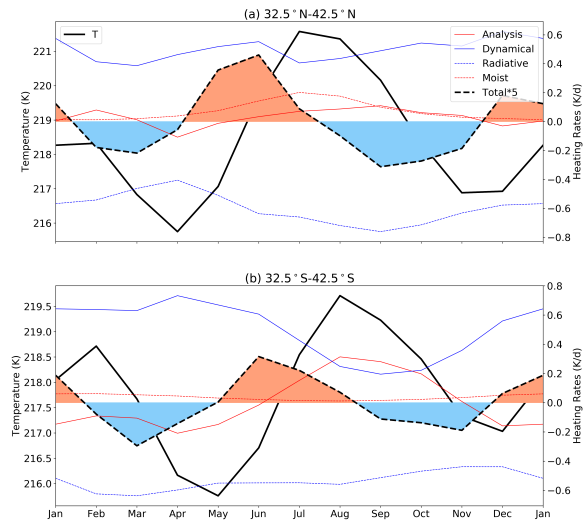 (a) 32.5°N-42.5°N
T
Analysis
Dynamical
Radiative
Moist
Total*5
Temperature (K)
221
220
219
218
217
216
Heating Rates (K/d)
0.6
0.4
0.2
0.0
−0.2
−0.4
−0.6
−0.8
(b) 32.5°S-42.5°S
Temperature (K)
219.5
219.0
218.5
218.0
217.5
217.0
216.5
216.0
Heating Rates (K/d)
0.8
0.6
0.4
0.2
0.0
−0.2
−0.4
−0.6
Jan Feb Mar Apr May Jun Jul Aug Sep Oct Nov Dec Jan